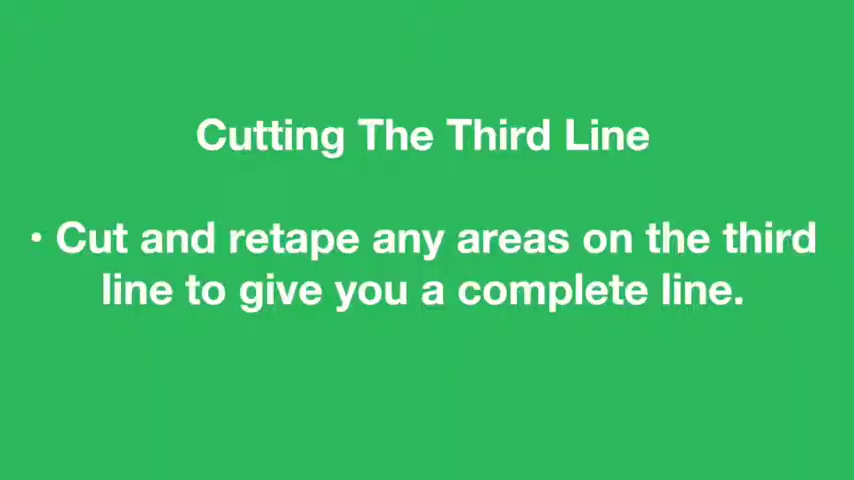 Cutting The Third Line
• Cut and retape any areas on the third
line to give you a complete line.